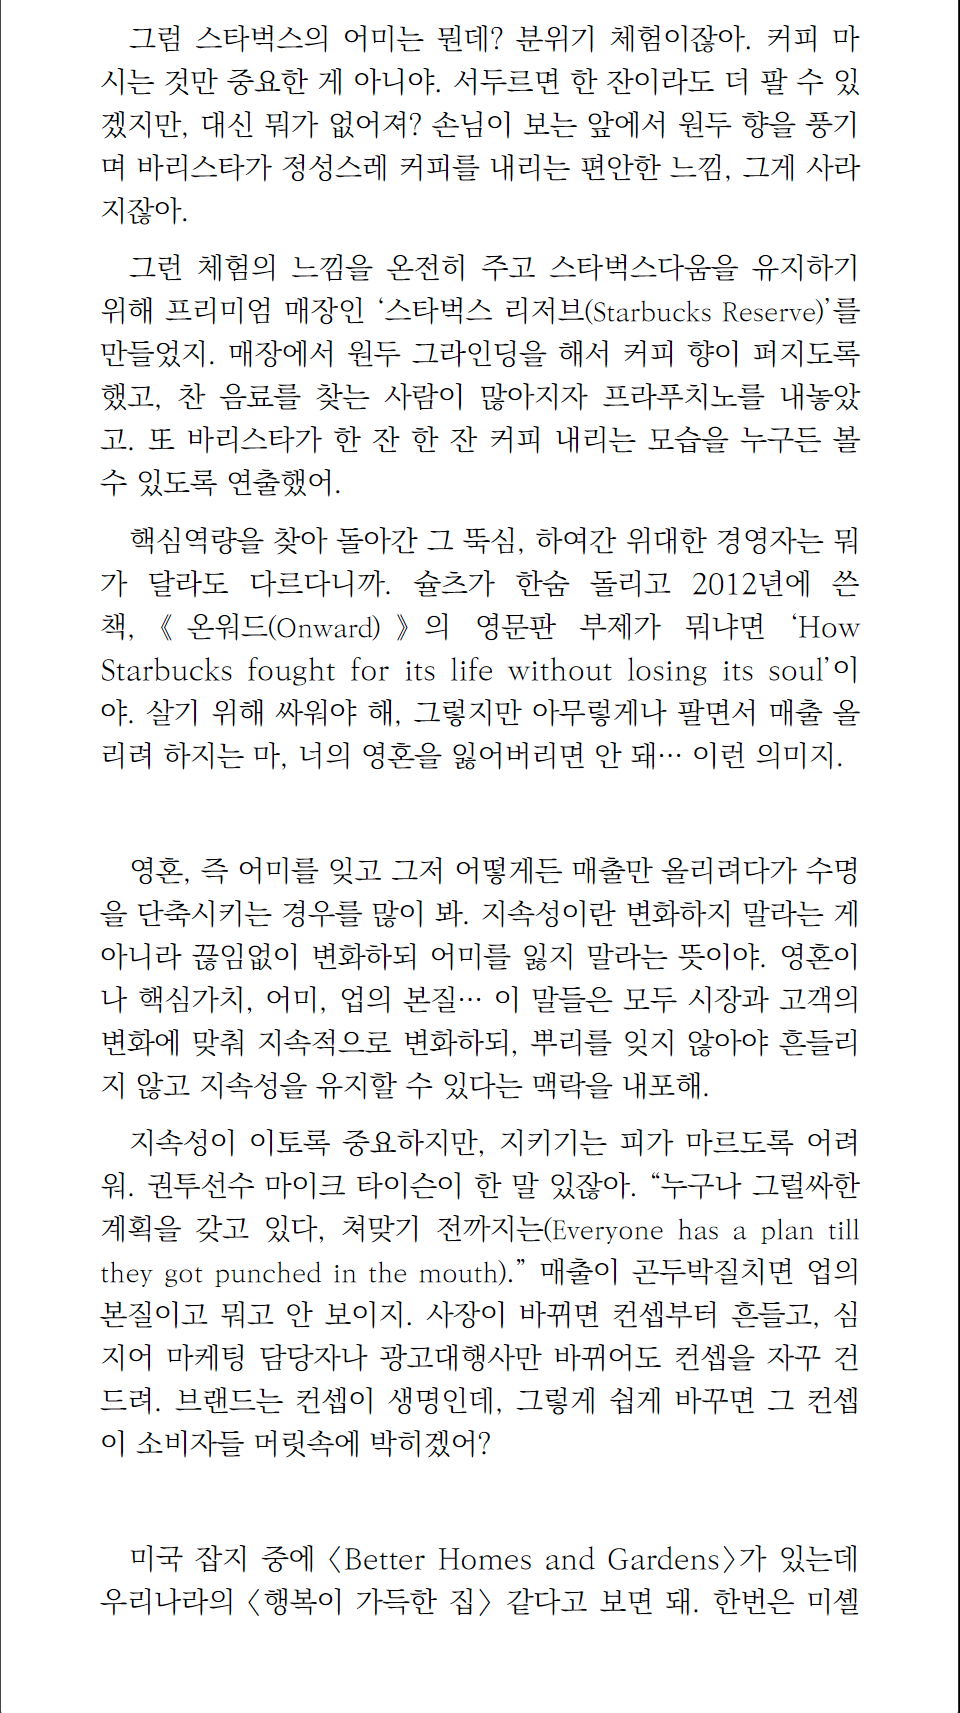 그럼 스타벅스의 어미는 뭔데? 분위기 체험이잖아. 커피 마
시는 것만 중요한 게 아니야. 서두르면 한 잔이라도 더 팔 수 있
겠지만, 대신 뭐가 없어져? 손님이 보는 앞에서 원두 향을 풍기
며 바리스타가 정성스레 커피를 내리는 편안한 느낌, 그게 사라
지잖아.
그런 체험의 느낌을 온전히 주고 스타벅스다움을 유지하기
위해 프리미엄 매장인 ‘스타벅스 리저브(Starbucks Reserve)’를
만들었지. 매장에서 원두 그라인딩을 해서 커피 향이 퍼지도록
했고, 찬 음료를 찾는 사람이 많아지자 프라푸치노를 내놓았
고. 또 바리스타가 한 잔 한 잔 커피 내리는 모습을 누구든 볼
수 있도록 연출했어.
핵심역량을 찾아 돌아간 그 뚝심, 하여간 위대한 경영자는 뭐
가 달라도 다르다니까. 슐츠가 한숨 돌리고 2012년에 쓴
책, 《온워드(Onward)》의 영문판 부제가 뭐냐면 ‘How
Starbucks fought for its life without losing its soul’이
야. 살기 위해 싸워야 해, 그렇지만 아무렇게나 팔면서 매출 올
리려 하지는 마, 너의 영혼을 잃어버리면 안 돼… 이런 의미지.
영혼, 즉 어미를 잊고 그저 어떻게든 매출만 올리려다가 수명
을 단축시키는 경우를 많이 봐. 지속성이란 변화하지 말라는 게
아니라 끊임없이 변화하되 어미를 잃지 말라는 뜻이야. 영혼이
나 핵심가치, 어미, 업의 본질… 이 말들은 모두 시장과 고객의
변화에 맞춰 지속적으로 변화하되, 뿌리를 잊지 않아야 흔들리
지 않고 지속성을 유지할 수 있다는 맥락을 내포해.
지속성이 이토록 중요하지만, 지키기는 피가 마르도록 어려
워. 권투선수 마이크 타이슨이 한 말 있잖아. “누구나 그럴싸한
계획을 갖고 있다, 쳐맞기 전까지는(Everyone has a plan till
they got punched in the mouth).” 매출이 곤두박질치면 업의
본질이고 뭐고 안 보이지. 사장이 바뀌면 컨셉부터 흔들고, 심
지어 마케팅 담당자나 광고대행사만 바뀌어도 컨셉을 자꾸 건
드려. 브랜드는 컨셉이 생명인데, 그렇게 쉽게 바꾸면 그 컨셉
이 소비자들 머릿속에 박히겠어?
미국 잡지 중에 〈Better Homes and Gardens〉가 있는데
우리나라의 〈행복이 가득한 집〉 같다고 보면 돼. 한번은 미셸